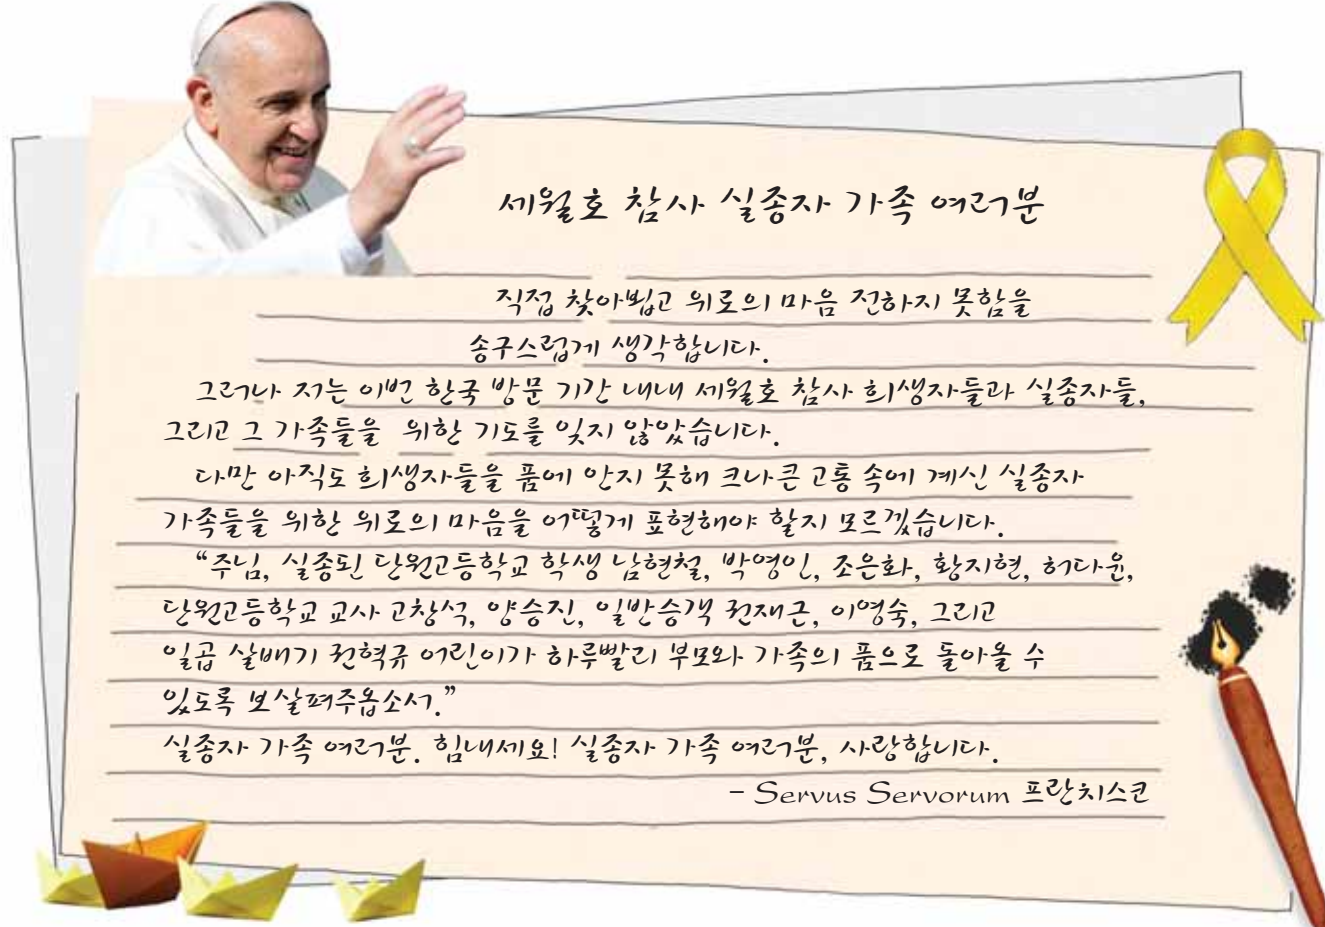 세월호 참사 실종자 가족 여러분
직접 찾아뵙고 위로의 마음 전하지 못함을
송구스럽게 생각합니다.
그러나 저는 이번 한국 방문 기간 내내 세월호 참사 희생자들과 실종자들,
그리고 그 가족들을 위한 기도를 잊지 않았습니다.
다만 아직도 희생자들을 품에 안지 못해 크나큰 고통 속에 계신 실종자
가족들을 위한 위로의 마음을 어떻게 표현해야 할지 모르겠습니다.
“주님, 실종된 단원고등학교 학생 남현철, 박영인, 조은화, 황지현, 허다윤,
단원고등학교 교사 고창석, 양승진, 일반승객 권재근, 이영숙, 그리고
일곱 살배기 권혁규 어린이가 하루빨리 부모와 가족의 품으로 돌아올 수
있도록 보살펴주옵소서.”
실종자 가족 여러분. 힘내세요! 실종자 가족 여러분, 사랑합니다.
– Servus Servorum 프란치스코